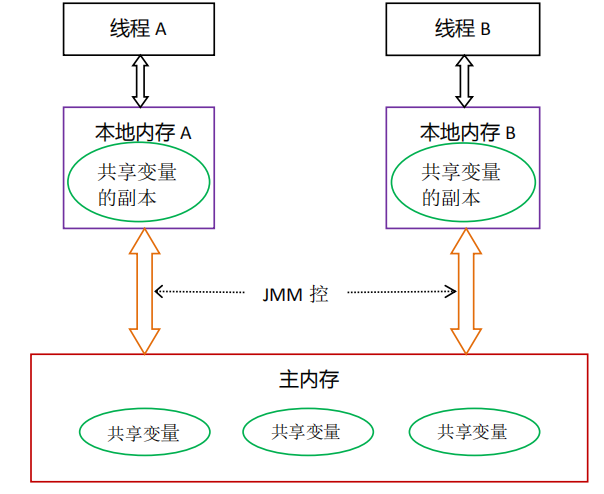 线程 A
线程 B
本地内存 A
共享变量
的副本
本地内存 B
共享变量
的副本
JMM 控
主内存
共享变量
共享变量
共享变量